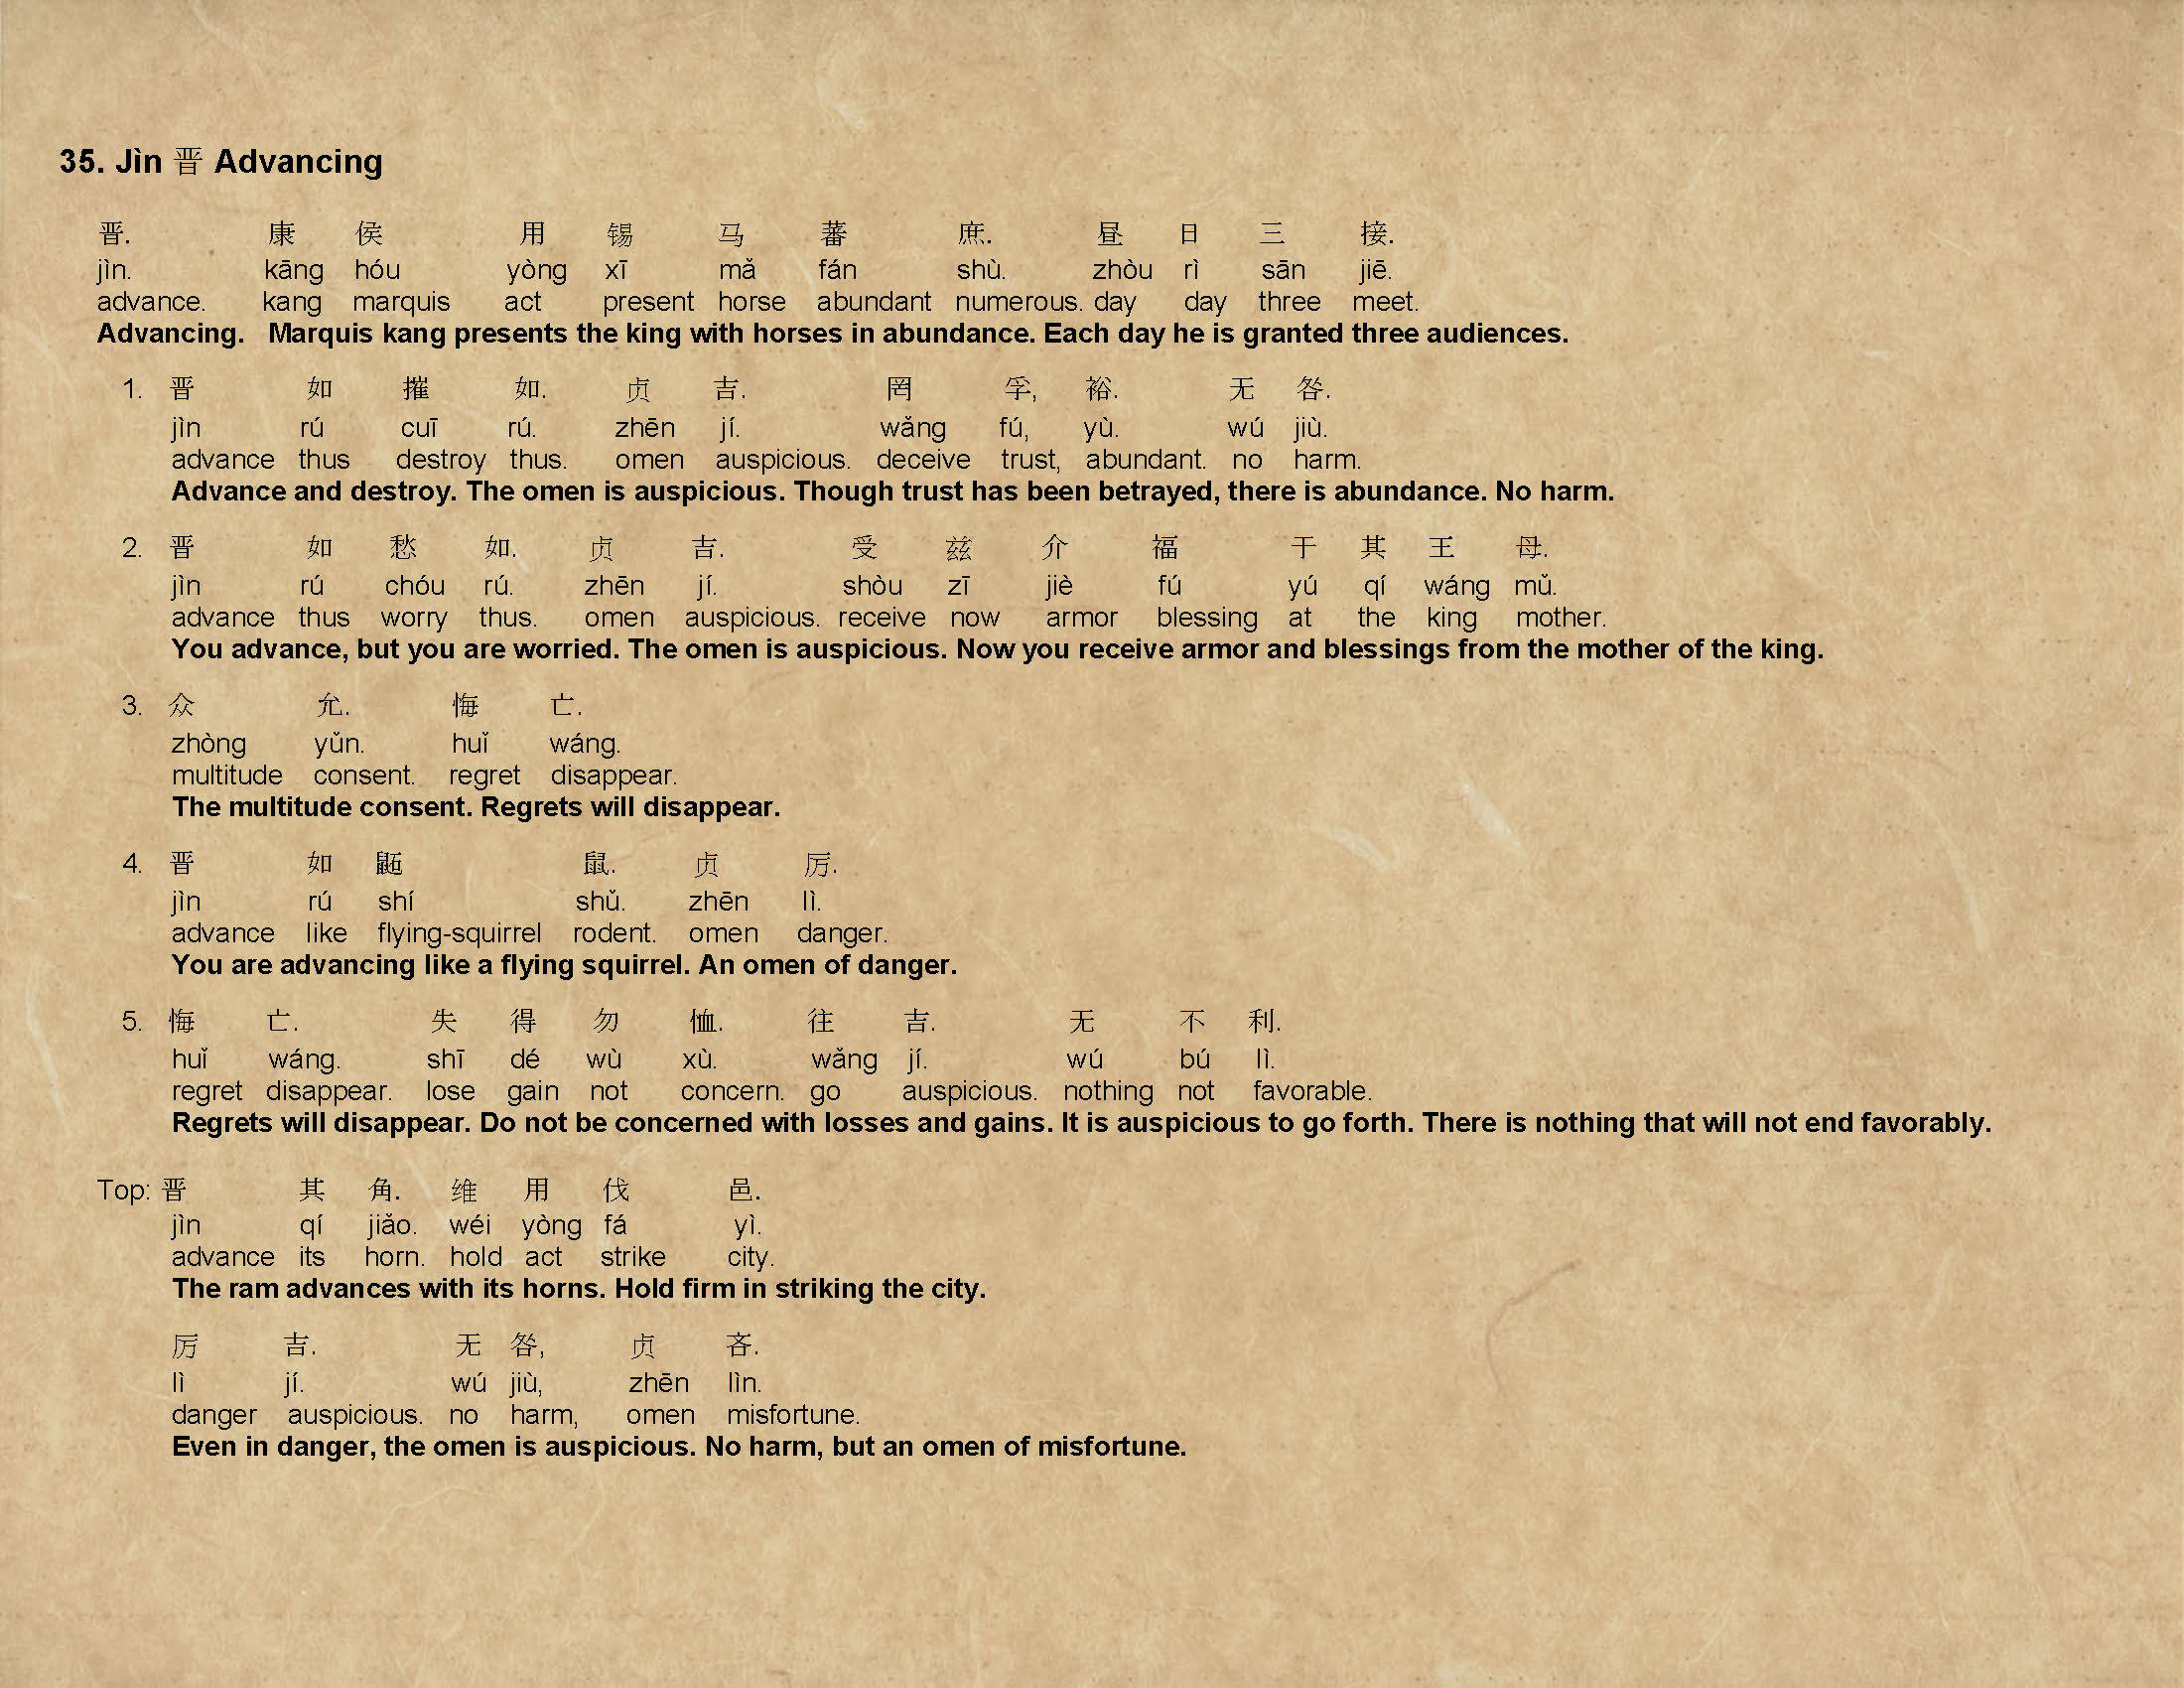 35. Jìn 晋 Advancing
晋. 康 侯 用 锡 马 蕃 庶. 昼 日 三 接.
jìn. kāng hóu yòng xī mǎ fán shù. zhòu rì sān jiē.
advance. kang marquis act present horse abundant numerous. day day three meet.
Advancing. Marquis kang presents the king with horses in abundance. Each day he is granted three audiences.
1. 晋 如 摧 如. 贞 吉. 罔 孚, 裕. 无 咎.
jìn rú cuī rú. zhēn jí. wǎng fú, yù. wú jiù.
advance thus destroy thus. omen auspicious. deceive trust, abundant. no harm.
Advance and destroy. The omen is auspicious. Though trust has been betrayed, there is abundance. No harm.
2. 晋 如 愁 如. 贞 吉. 受 兹 介 福 于 其 王 母.
jìn rú chóu rú. zhēn jí. shòu zī jiè fú yú qí wáng mǔ.
advance thus worry thus. omen auspicious. receive now armor blessing at the king mother.
You advance, but you are worried. The omen is auspicious. Now you receive armor and blessings from the mother of the king.
3. 众 允. 悔 亡.
zhòng yǔn. huǐ wáng.
multitude consent. regret disappear.
The multitude consent. Regrets will disappear.
4. 晋 如 鼫 鼠. 贞 厉.
jìn rú shí shǔ. zhēn lì.
advance like flying-squirrel rodent. omen danger.
You are advancing like a flying squirrel. An omen of danger.
5. 悔 亡. 失 得 勿 恤. 往 吉. 无 不 利.
huǐ wáng. shī dé wù xù. wǎng jí. wú bú lì.
regret disappear. lose gain not concern. go auspicious. nothing not favorable.
Regrets will disappear. Do not be concerned with losses and gains. It is auspicious to go forth. There is nothing that will not end favorably.
Top: 晋 其 角. 维 用 伐 邑.
jìn qí jiǎo. wéi yòng fá yì.
advance its horn. hold act strike city.
The ram advances with its horns. Hold firm in striking the city.
厉 吉. 无 咎, 贞 吝.
lì jí. wú jiù, zhēn lìn.
danger auspicious. no harm, omen misfortune.
Even in danger, the omen is auspicious. No harm, but an omen of misfortune.